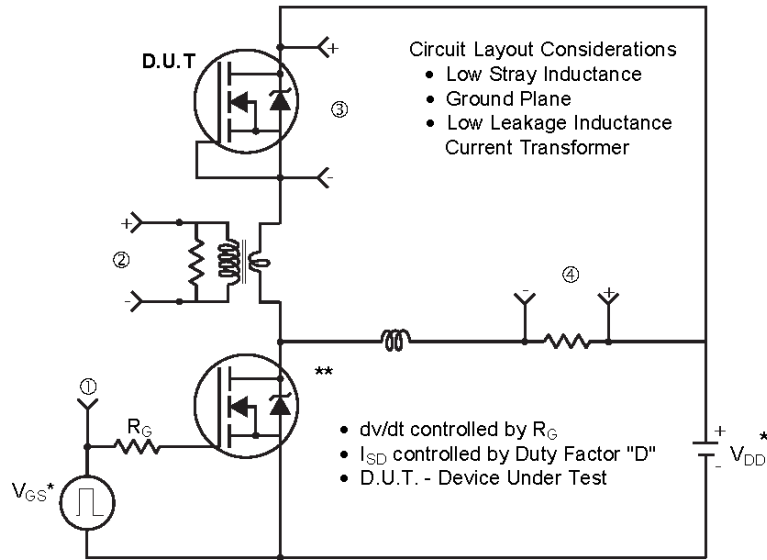 D.U.T
+
Circuit Layout Considerations
• Low Stray Inductance
• Ground Plane
• Low Leakage Inductance
Current Transformer
③
-
+
②
-
④
-
+
**
①
R_G
• dv/dt controlled by R_G
• I_SD controlled by Duty Factor "D"
• D.U.T. - Device Under Test
+
V_DD*
-
V_GS*